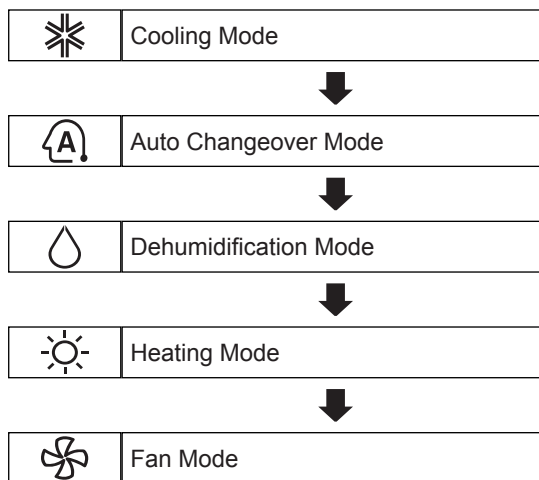 Cooling Mode
A
Auto Changeover Mode
Dehumidification Mode
Heating Mode
Fan Mode